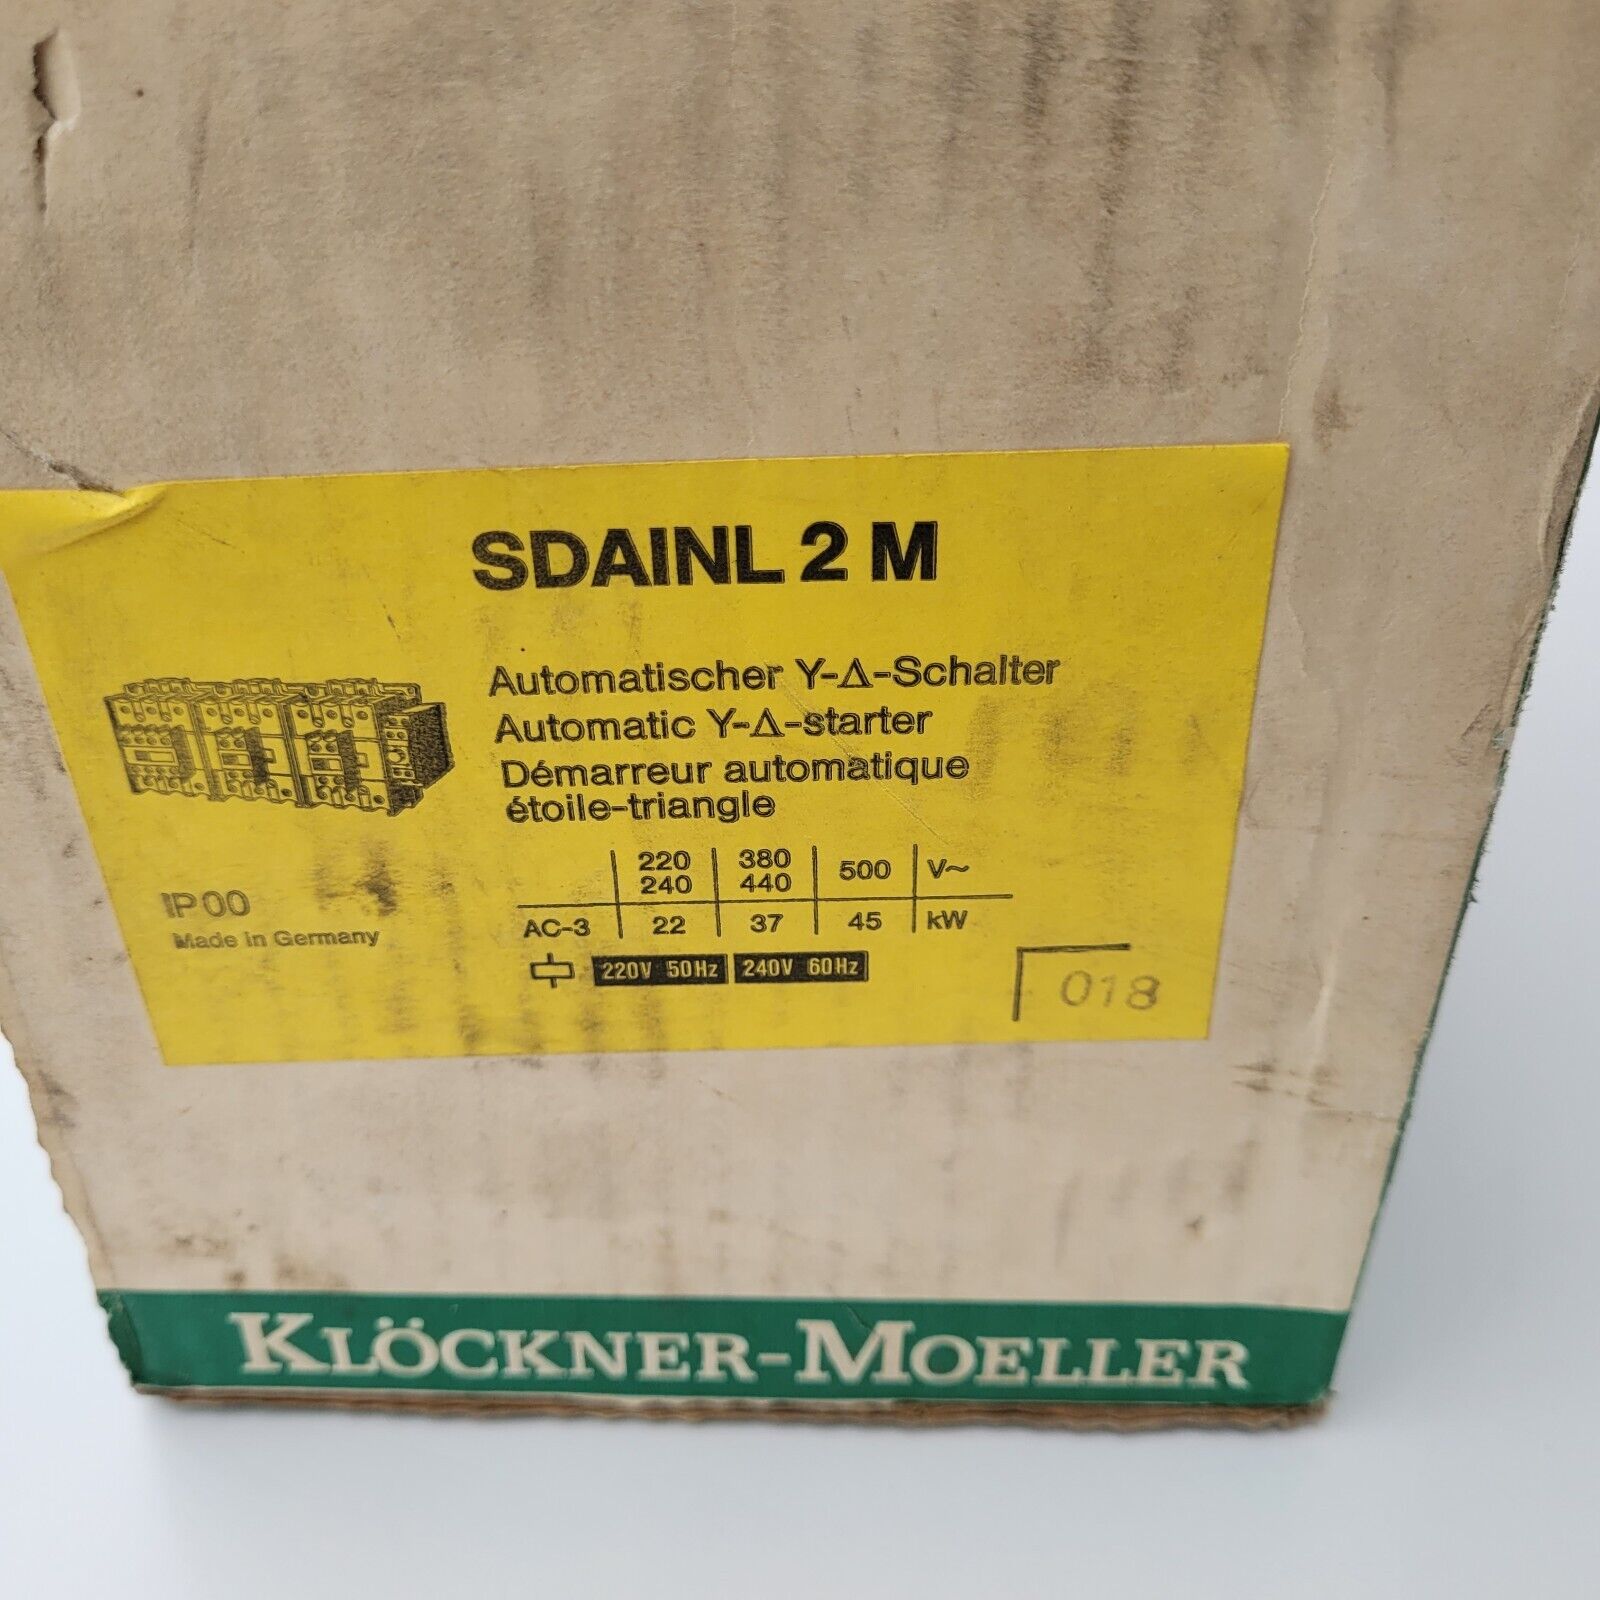 SDAINL 2 M
Automatischer Y-Δ-Schalter
Automatic Y-Δ-starter
Démarreur automatique
étoile-triangle
220 240 | 380 440 | 500 | V~
AC-3 | 22 | 37 | 45 | kW
220V 50Hz 240V 60Hz
IP00
Made in Germany
018
KLÖCKNER-MOELLER